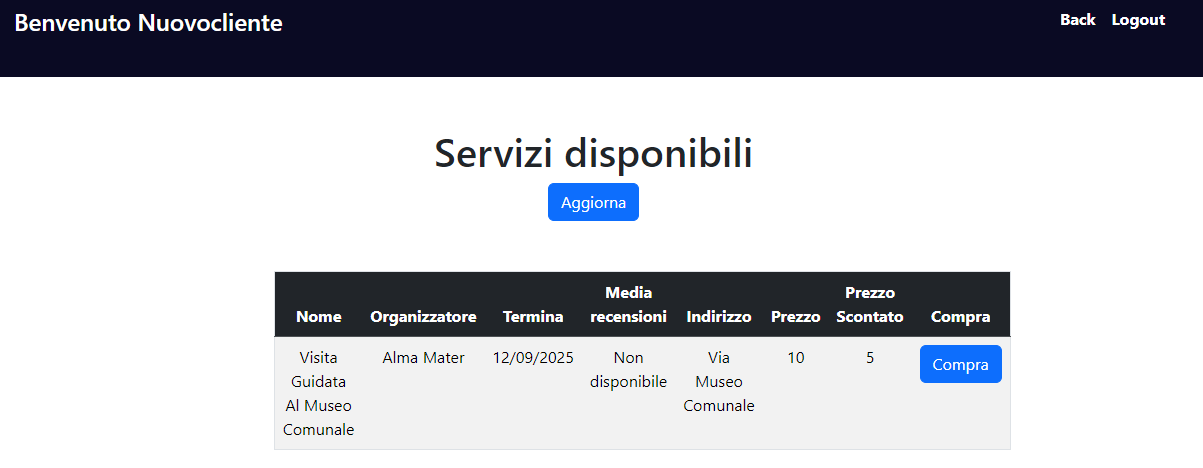 Benvenuto Nuovocliente
Back Logout
Servizi disponibili
Aggiorna
Nome Organizzatore Termina Media recensioni Indirizzo Prezzo Prezzo Scontato Compra
Visita Guidata Al Museo Comunale Alma Mater 12/09/2025 Non disponibile Via Museo Comunale 10 5 Compra